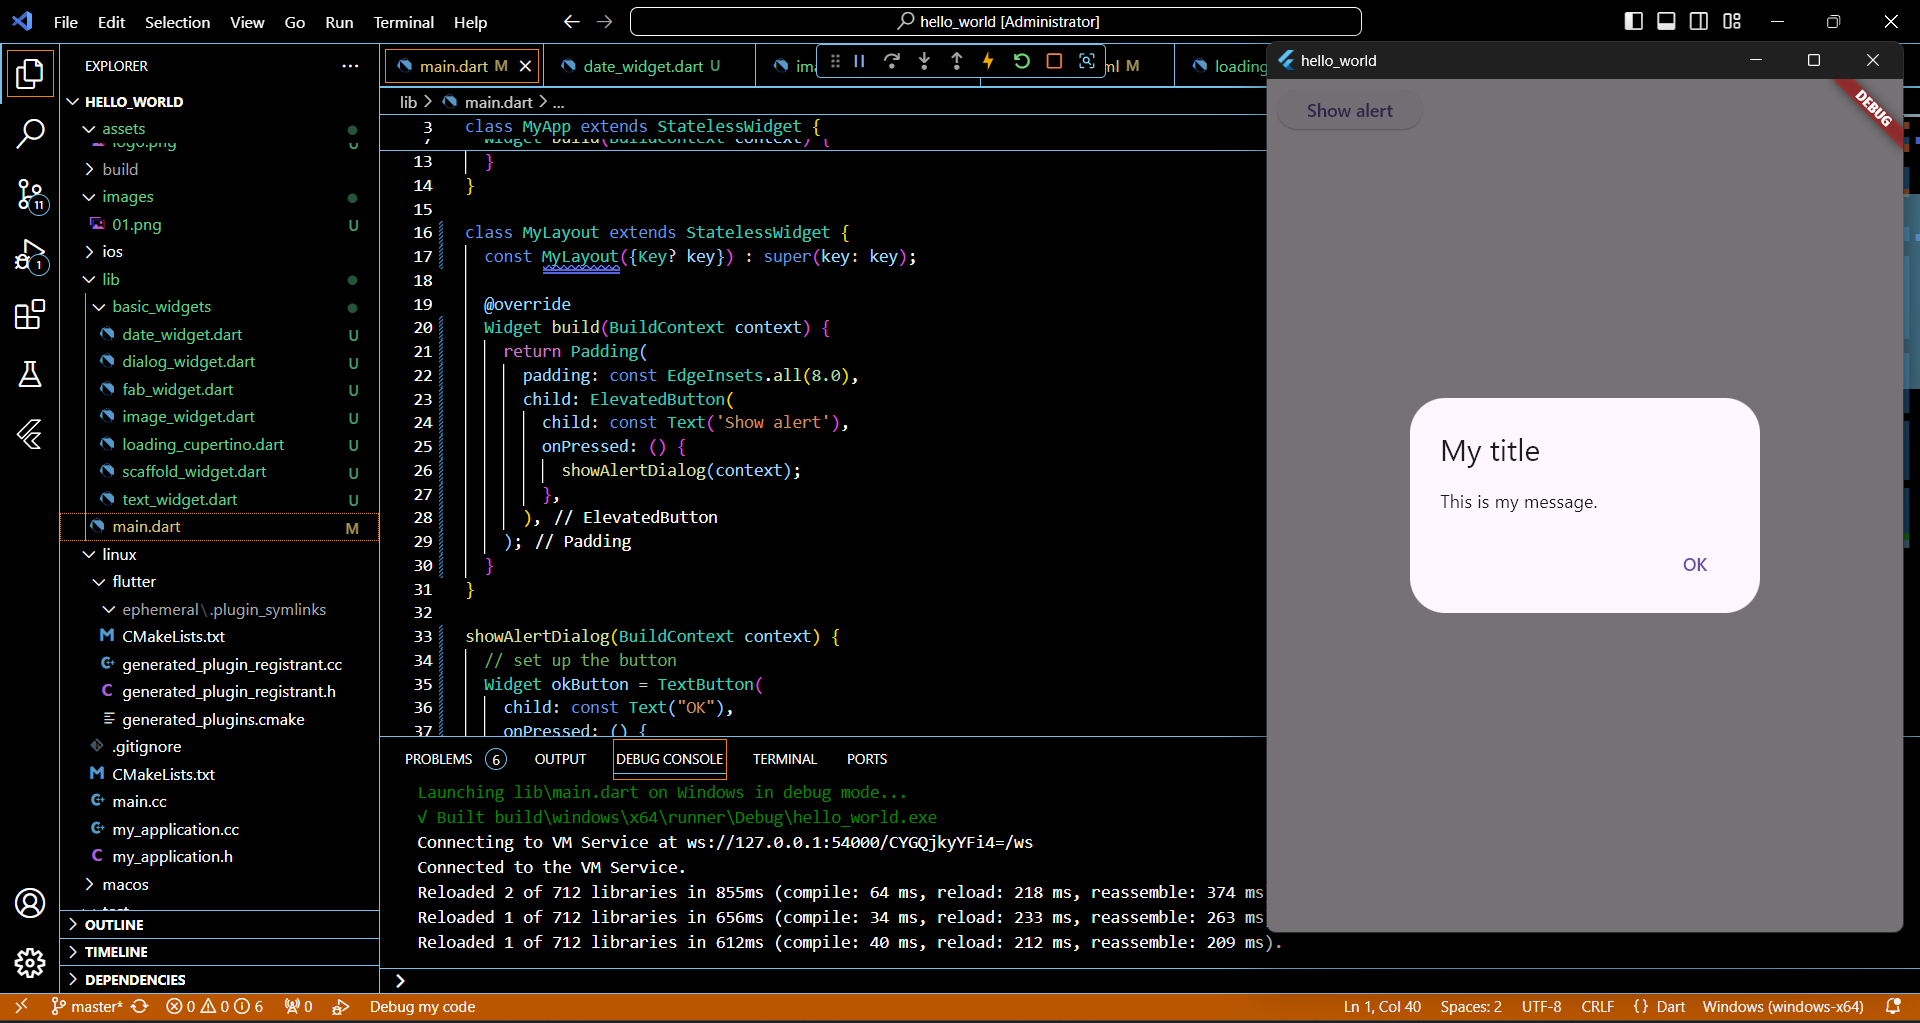 File Edit Selection View Go Run Terminal Help
hello_world [Administrator]
EXPLORER
HELLO_WORLD
assets
logo.png U
build
images
01.png U
ios
lib
basic_widgets
date_widget.dart U
dialog_widget.dart U
fab_widget.dart U
image_widget.dart U
loading_cupertino.dart U
scaffold_widget.dart U
text_widget.dart U
main.dart M
linux
flutter
ephemeral\.plugin_symlinks
CMakeLists.txt
generated_plugin_registrant.cc
generated_plugin_registrant.h
generated_plugins.cmake
.gitignore
CMakeLists.txt
main.cc
my_application.cc
my_application.h
macos
OUTLINE
TIMELINE
DEPENDENCIES
11
1
main.dart M date_widget.dart U im ml M loading
lib > main.dart > ...
3 class MyApp extends StatelessWidget {
7 Widget build(BuildContext context) {
13 }
14 }
15
16 class MyLayout extends StatelessWidget {
17 const MyLayout({Key? key}) : super(key: key);
18
19 @override
20 Widget build(BuildContext context) {
21 return Padding(
22 padding: const EdgeInsets.all(8.0),
23 child: ElevatedButton(
24 child: const Text('Show alert'),
25 onPressed: () {
26 showAlertDialog(context);
27 },
28 ), // ElevatedButton
29 ); // Padding
30 }
31 }
32
33 showAlertDialog(BuildContext context) {
34 // set up the button
35 Widget okButton = TextButton(
36 child: const Text("OK"),
37 onPressed: () {
PROBLEMS 6 OUTPUT DEBUG CONSOLE TERMINAL PORTS
Launching lib\main.dart on Windows in debug mode...
√ Built build\windows\x64\runner\Debug\hello_world.exe
Connecting to VM Service at ws://127.0.0.1:54000/CYGQjkyYFi4=/ws
Connected to the VM Service.
Reloaded 2 of 712 libraries in 855ms (compile: 64 ms, reload: 218 ms, reassemble: 374 ms
Reloaded 1 of 712 libraries in 656ms (compile: 34 ms, reload: 233 ms, reassemble: 263 ms
Reloaded 1 of 712 libraries in 612ms (compile: 40 ms, reload: 212 ms, reassemble: 209 ms).
hello_world
Show alert
DEBUG
My title
This is my message.
OK
master* 0 0 6 0 Debug my code Ln 1, Col 40 Spaces: 2 UTF-8 CRLF {} Dart Windows (windows-x64)